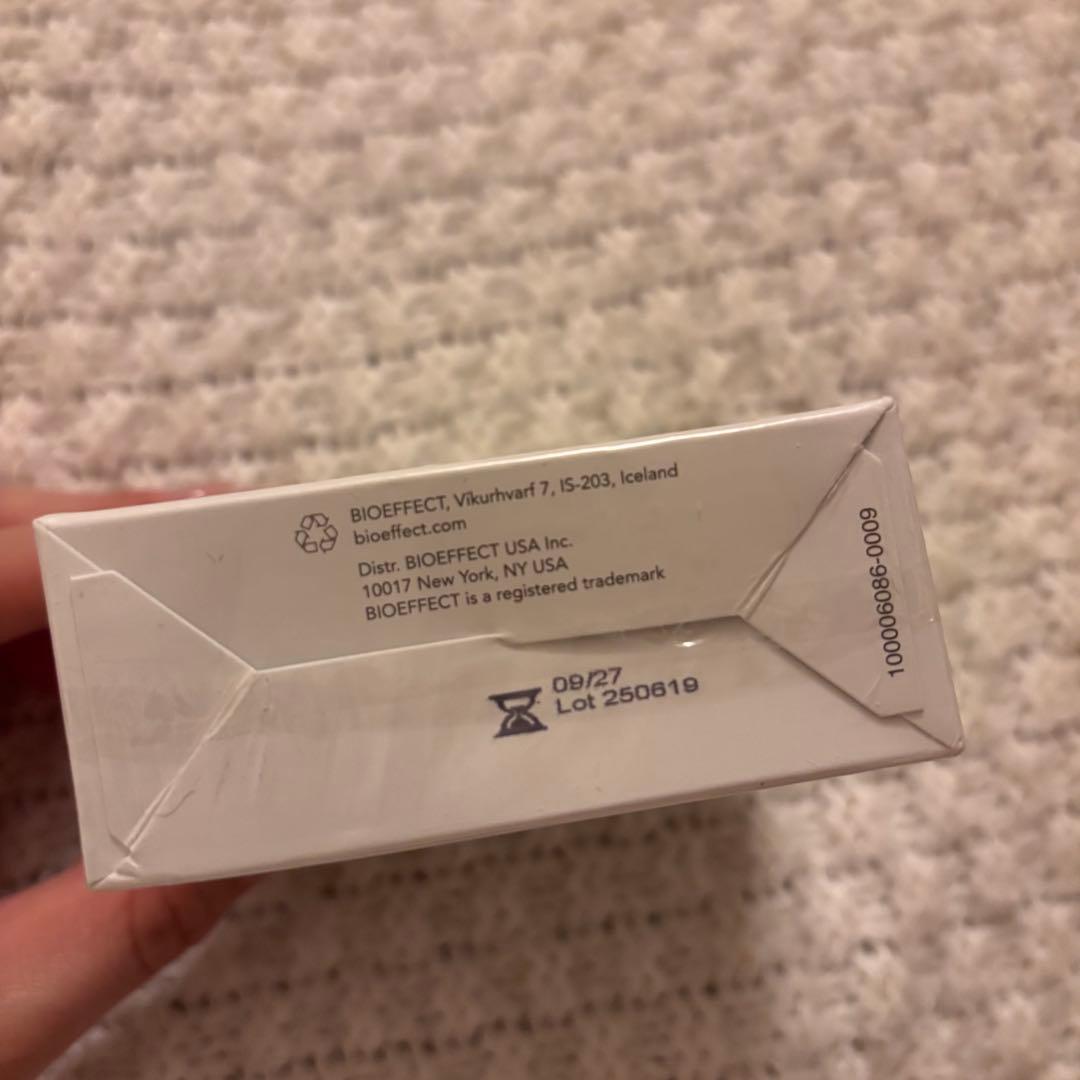 BIOEFFECT, Víkurhvarf 7, IS-203, Iceland
bioeffect.com
Distr. BIOEFFECT USA Inc.
10017 New York, NY USA
BIOEFFECT is a registered trademark
09/27
Lot 250619
100006086-0009